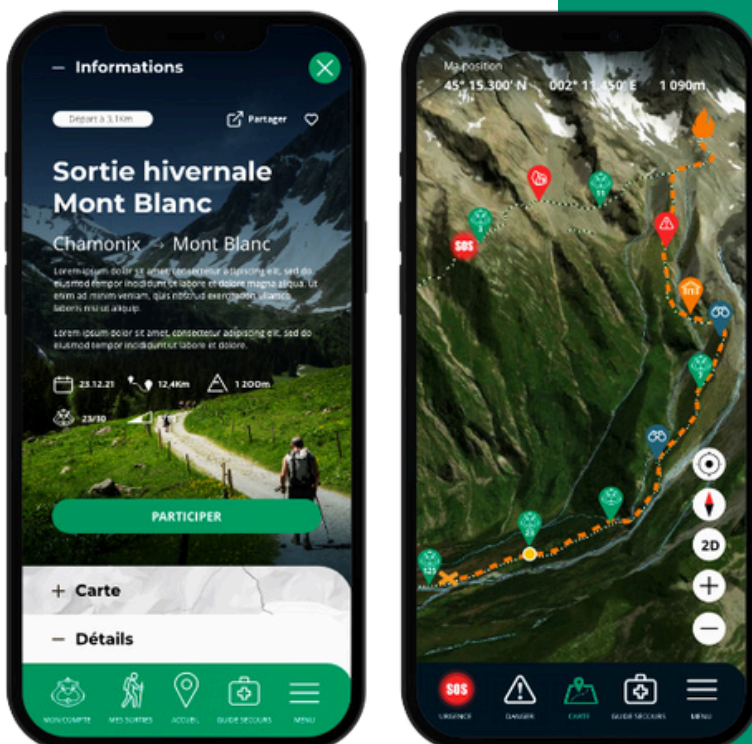 — Informations
Départ à 3,1Km
Partager
Sortie hivernale
Mont Blanc
Chamonix → Mont Blanc
Lorem ipsum dolor sit amet, consectetur adipiscing elit, sed do
eiusmod tempor incididunt ut labore et dolore magna aliqua. ut
enim ad minim veniam, quis nostrud exercitation ullamco
laboris nisi ut aliquip.
Lorem ipsum dolor sit amet, consectetur adipiscing elit, sed do
eiusmod tempor incididunt ut labore et dolore.
23.12.21 12,4Km 1 200m
23/30
PARTICIPER
+ Carte
— Détails
MON COMPTE MES SORTIES ACCUEIL GUIDE SECOURS MENU
Ma position
45° 15.300' N 002° 11.450' E 1 090m
11
3
SOS
7
25
125
2D
SOS
URGENCE DANGER CARTE GUIDE SECOURS MENU